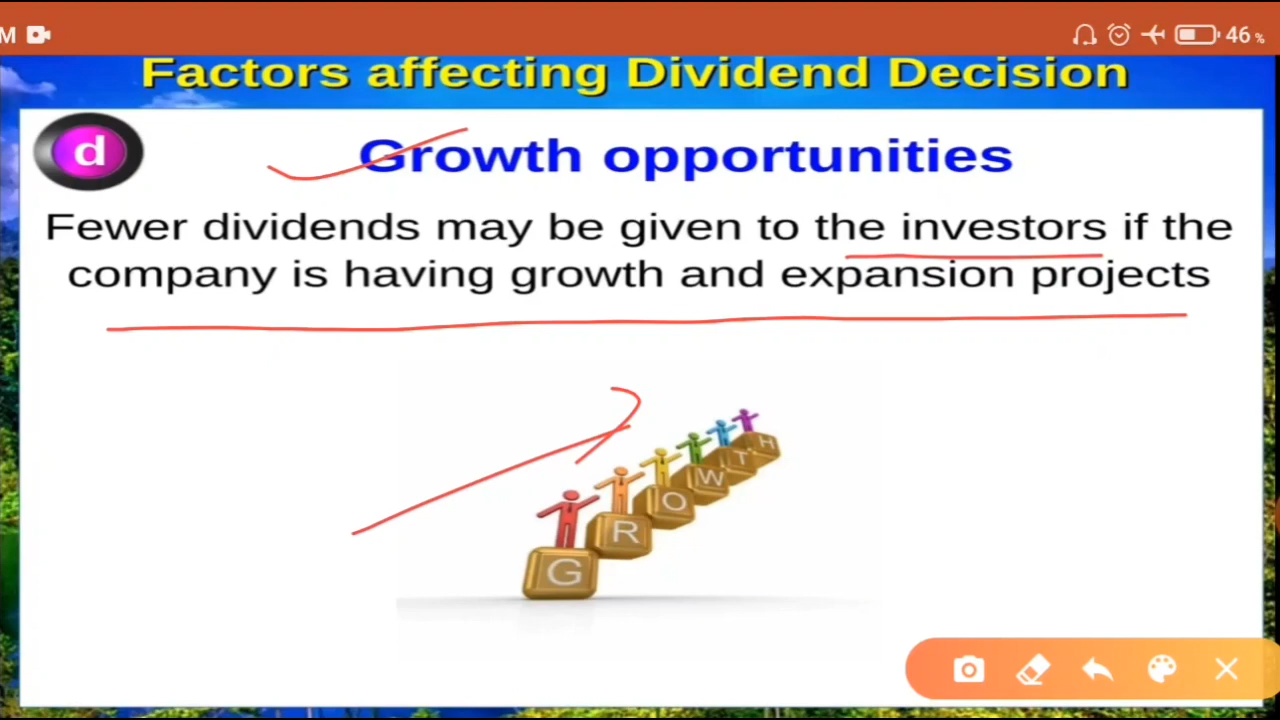 M 46 %
Factors affecting Dividend Decision
d Growth opportunities
Fewer dividends may be given to the investors if the
company is having growth and expansion projects
GROWTH